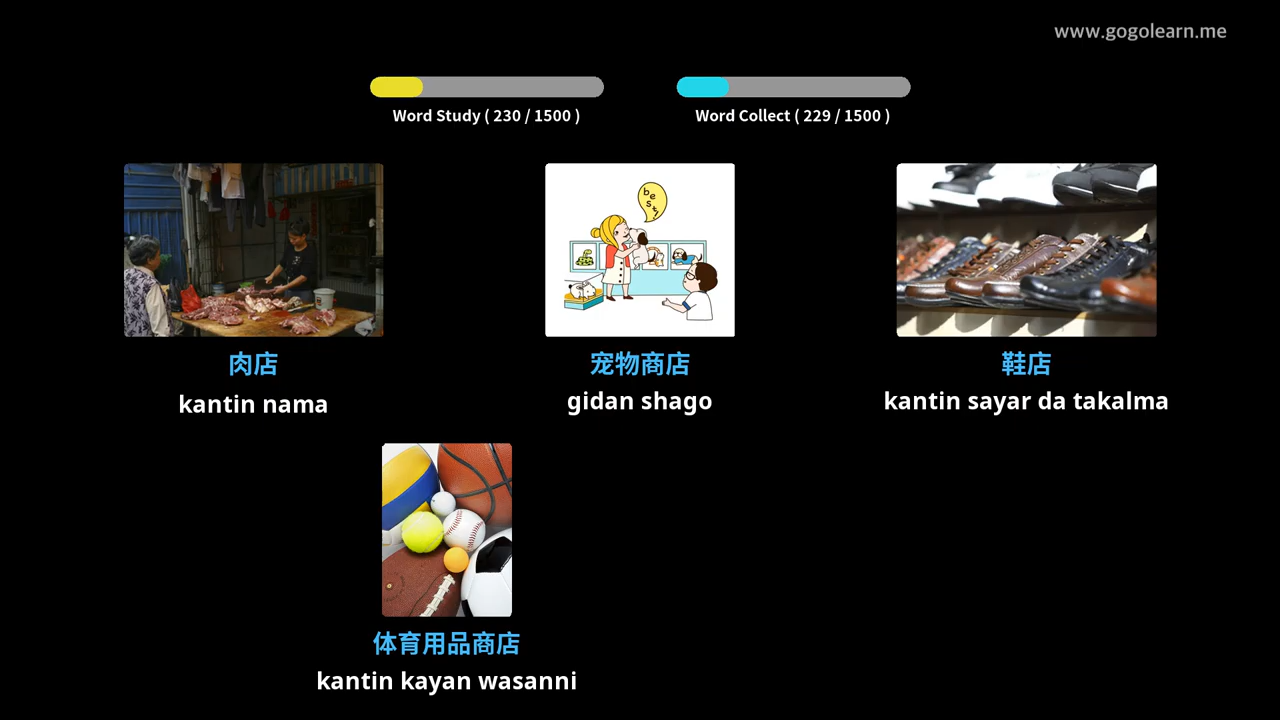 www.gogolearn.me
Word Study ( 230 / 1500 )
Word Collect ( 229 / 1500 )
best
肉店
宠物商店
鞋店
kantin nama
gidan shago
kantin sayar da takalma
体育用品商店
kantin kayan wasanni